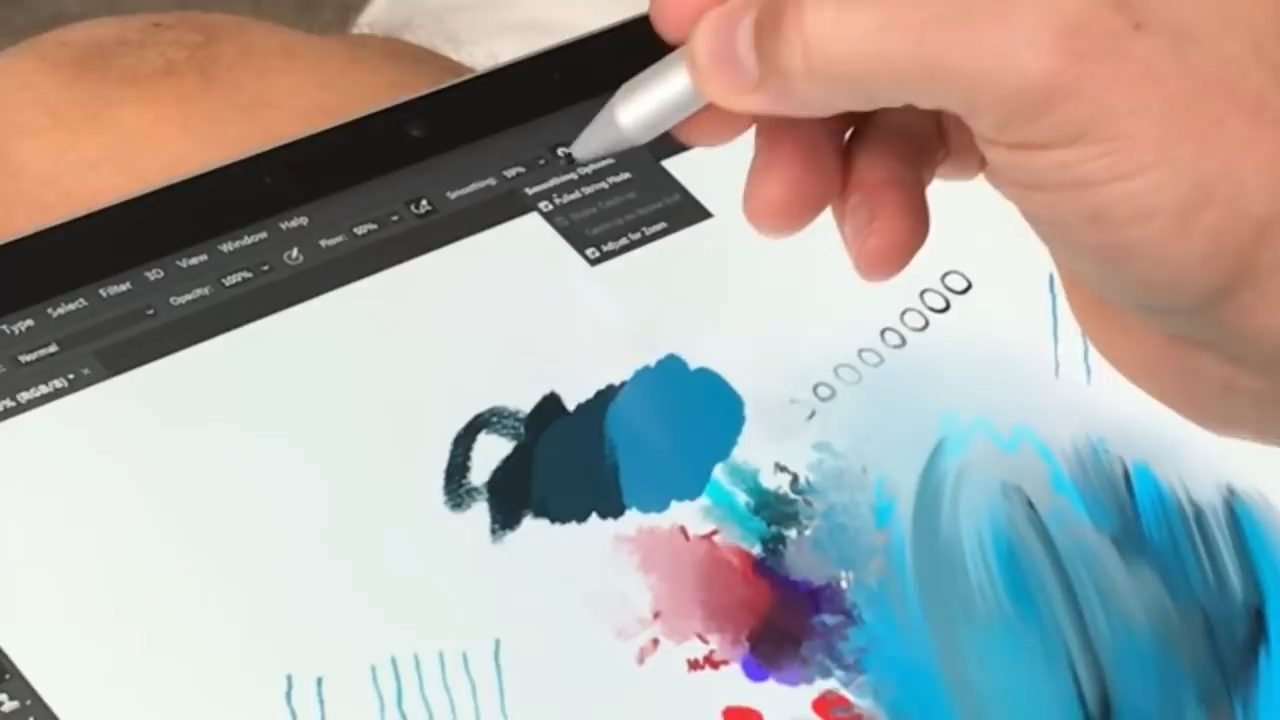 Type Select Filter 3D View Window Help
Normal Opacity: 100% Flow: 60% Smoothing: 10%
% (RGB/8) * ×
Smoothing Options
Pulled String Mode
Adjust for Zoom